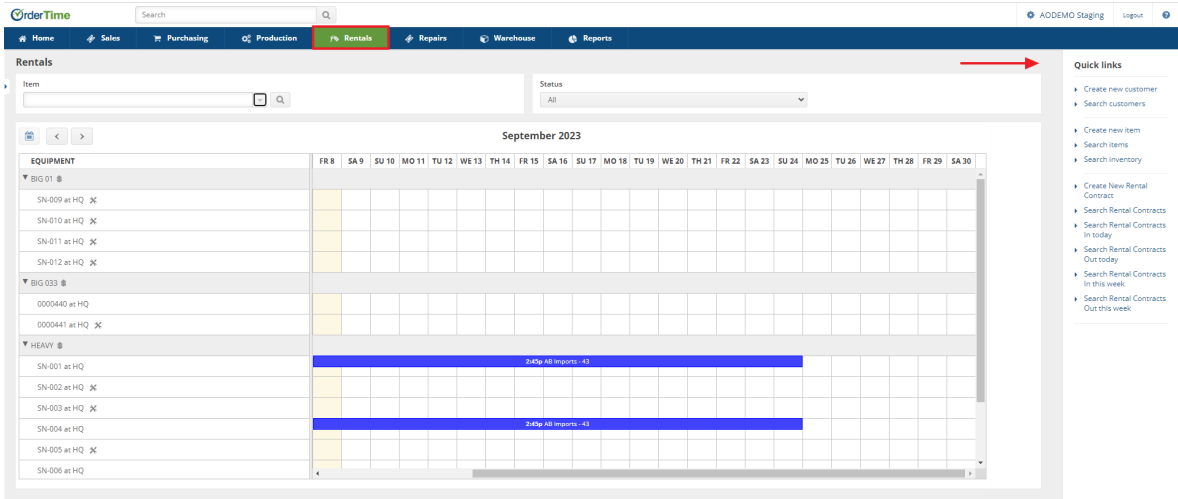 OrderTime
Search
AODEMO Staging Logout
Home Sales Purchasing Production Rentals Repairs Warehouse Reports
Rentals
Item
Status
All
September 2023
EQUIPMENT FR 8 SA 9 SU 10 MO 11 TU 12 WE 13 TH 14 FR 15 SA 16 SU 17 MO 18 TU 19 WE 20 TH 21 FR 22 SA 23 SU 24 MO 25 TU 26 WE 27 TH 28 FR 29 SA 30
BIG 01
SN-009 at HQ
SN-010 at HQ
SN-011 at HQ
SN-012 at HQ
BIG 033
0000440 at HQ
0000441 at HQ
HEAVY
SN-001 at HQ 2:45p AB Imports - 43
SN-002 at HQ
SN-003 at HQ
SN-004 at HQ 2:45p AB Imports - 43
SN-005 at HQ
SN-006 at HQ
Quick links
Create new customer
Search customers
Create new item
Search items
Search inventory
Create New Rental
Contract
Search Rental Contracts
Search Rental Contracts
In today
Search Rental Contracts
Out today
Search Rental Contracts
In this week
Search Rental Contracts
Out this week